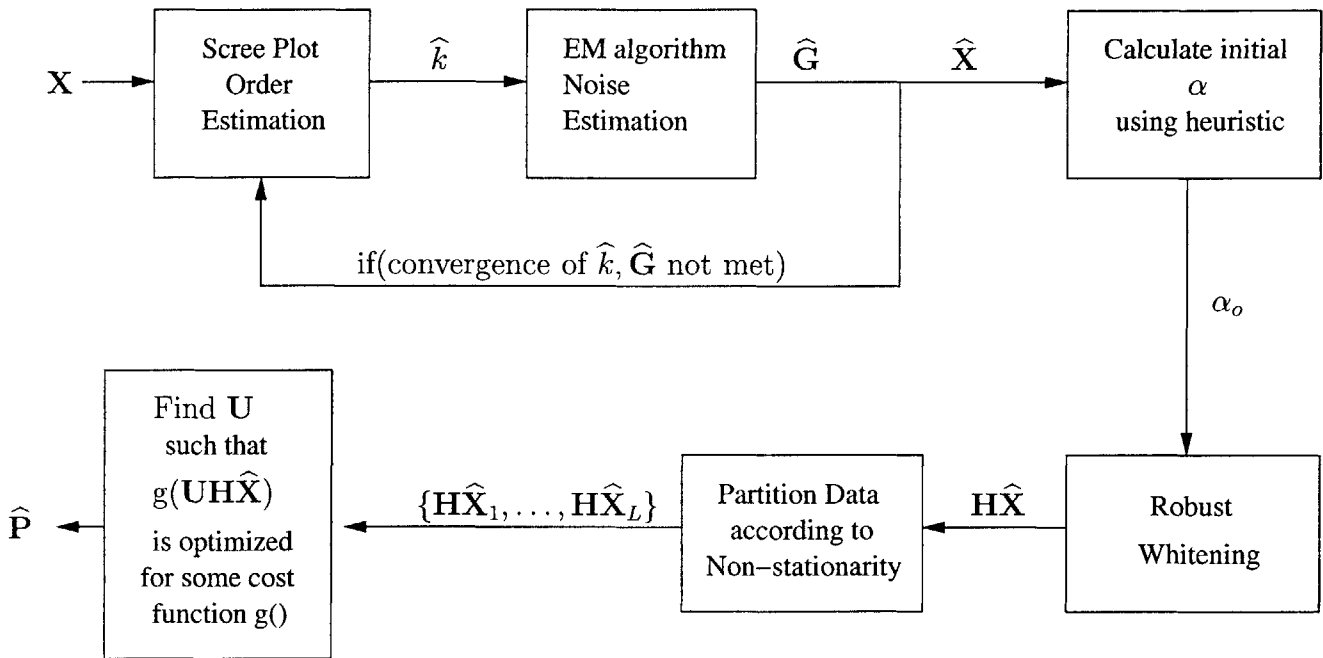 X
Scree Plot
Order
Estimation
k̂
EM algorithm
Noise
Estimation
Ĝ
X̂
Calculate initial
α
using heuristic
if(convergence of k̂, Ĝ not met)
αₒ
Robust
Whitening
HX̂
Partition Data
according to
Non−stationarity
{HX̂₁, . . . , HX̂_L}
Find U
such that
g(UHX̂)
is optimized
for some cost
function g()
P̂